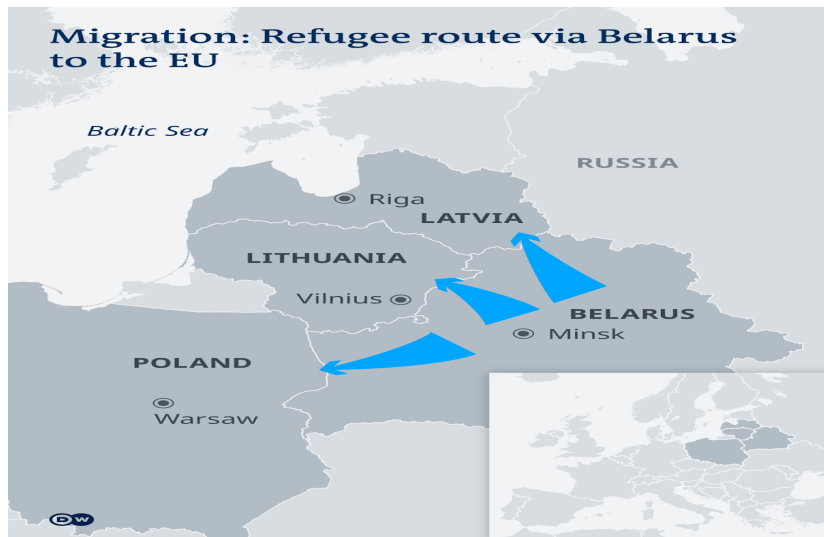 Migration: Refugee route via Belarus
to the EU
Baltic Sea
RUSSIA
Riga
LATVIA
LITHUANIA
Vilnius
BELARUS
Minsk
POLAND
Warsaw
DW